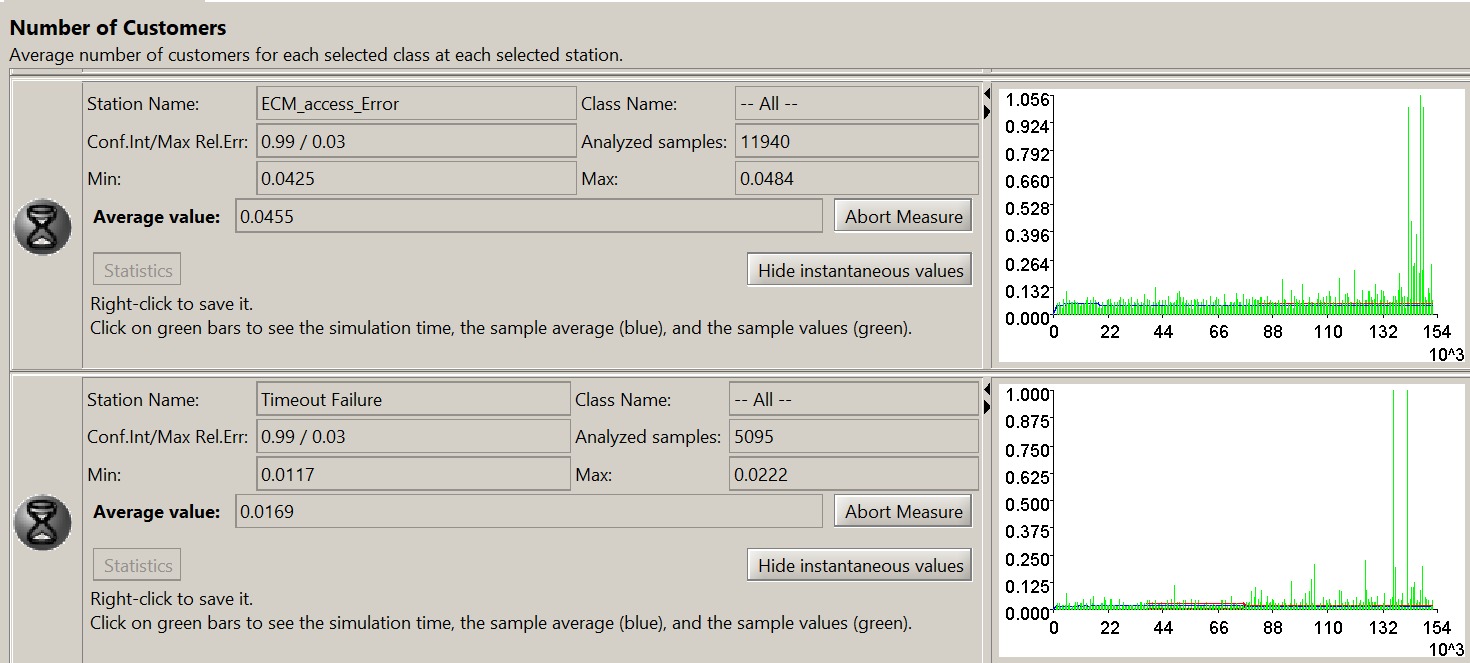 Number of Customers
Average number of customers for each selected class at each selected station.
Station Name: ECM_access_Error Class Name: -- All --
Conf.Int/Max Rel.Err: 0.99 / 0.03 Analyzed samples: 11940
Min: 0.0425 Max: 0.0484
Average value: 0.0455 Abort Measure
Statistics Hide instantaneous values
Right-click to save it.
Click on green bars to see the simulation time, the sample average (blue), and the sample values (green).
1.056
0.924
0.792
0.660
0.528
0.396
0.264
0.132
0.000
0 22 44 66 88 110 132 154
10^3
Station Name: Timeout Failure Class Name: -- All --
Conf.Int/Max Rel.Err: 0.99 / 0.03 Analyzed samples: 5095
Min: 0.0117 Max: 0.0222
Average value: 0.0169 Abort Measure
Statistics Hide instantaneous values
Right-click to save it.
Click on green bars to see the simulation time, the sample average (blue), and the sample values (green).
1.000
0.875
0.750
0.625
0.500
0.375
0.250
0.125
0.000
0 22 44 66 88 110 132 154
10^3